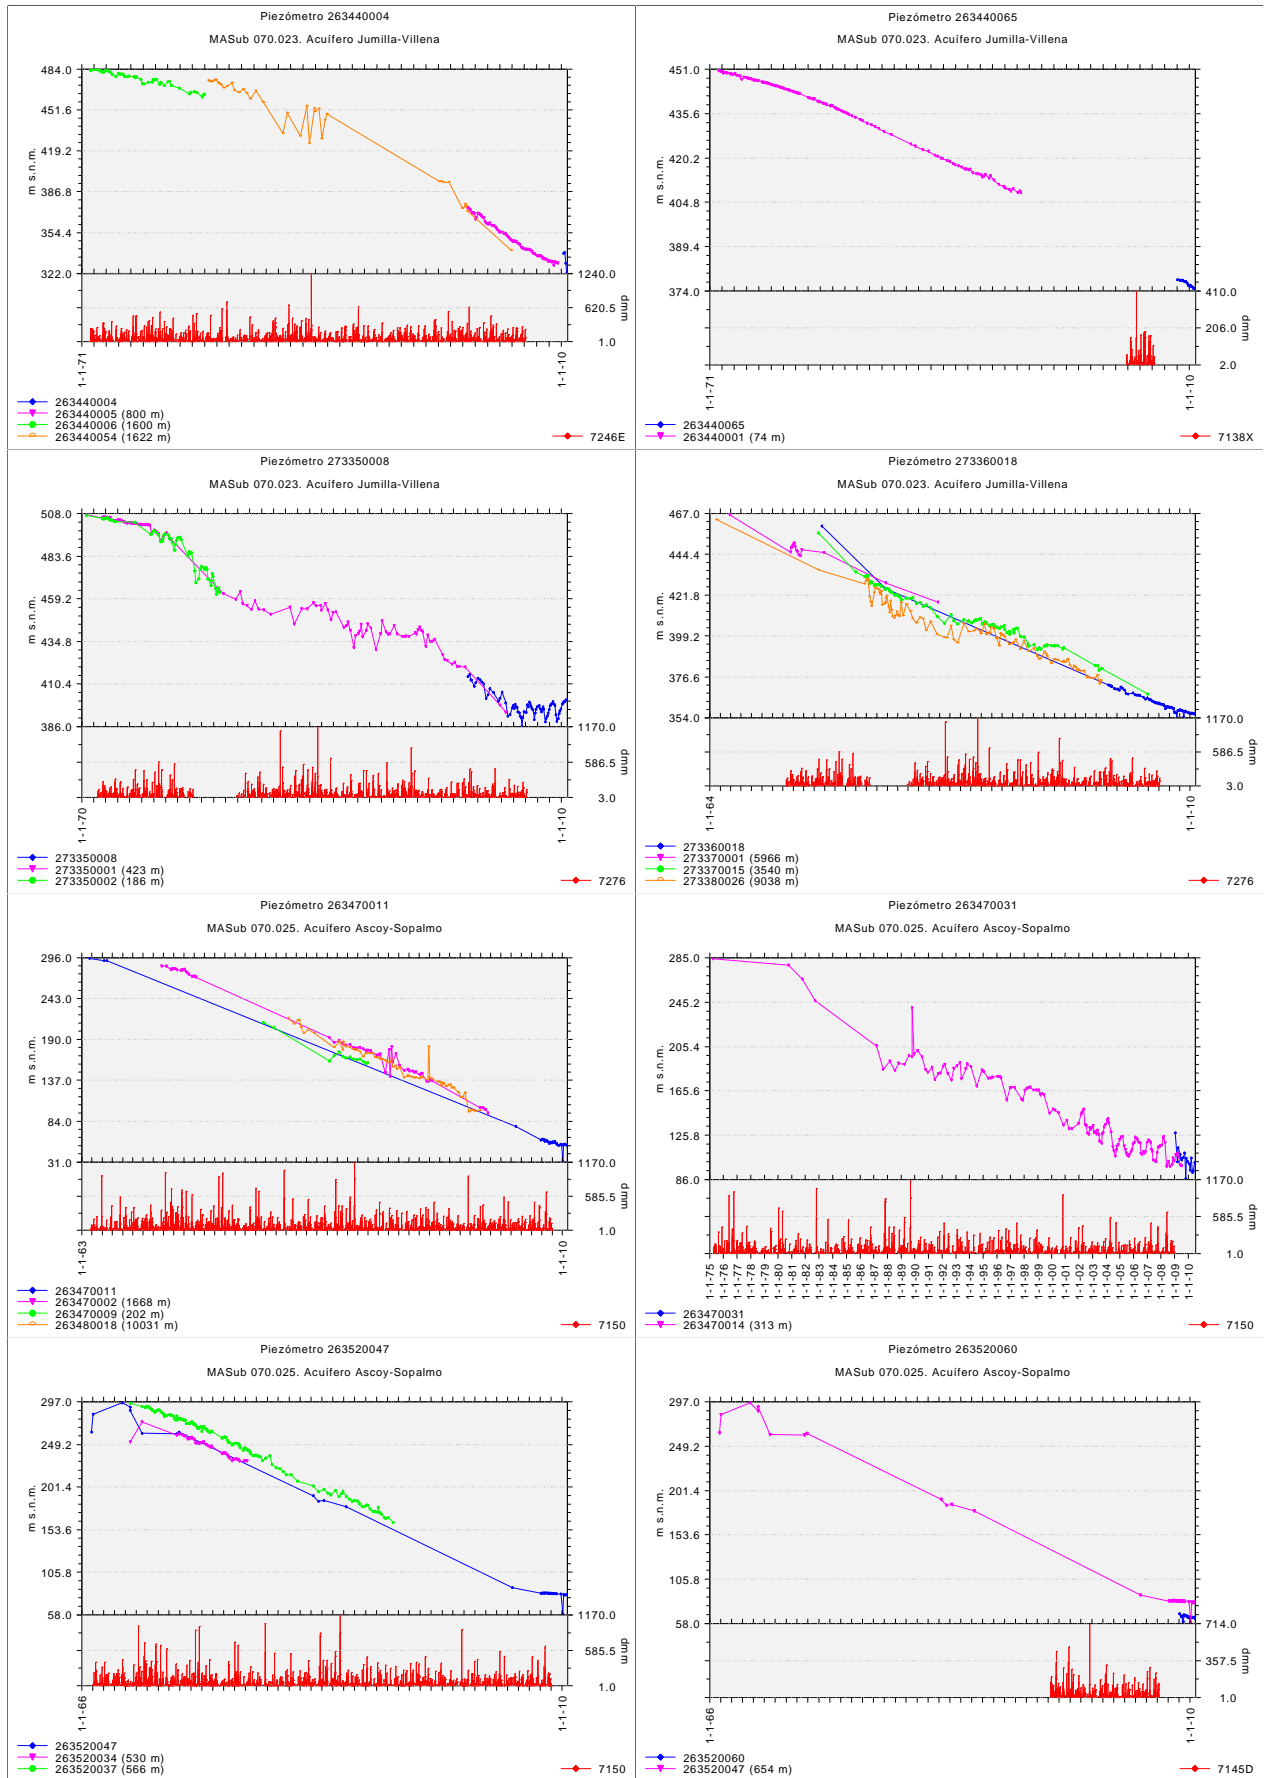 Piezómetro 263440004
MASub 070.023. Acuífero Jumilla-Villena
484.0
451.6
419.2
386.8
354.4
322.0
m s.n.m.
1240.0
620.5
1.0
dmm
1-1-71
1-1-10
263440004
263440005 (800 m)
263440006 (1600 m)
263440054 (1622 m)
7246E
Piezómetro 263440065
MASub 070.023. Acuífero Jumilla-Villena
451.0
435.6
420.2
404.8
389.4
374.0
m s.n.m.
410.0
206.0
2.0
dmm
1-1-71
1-1-10
263440065
263440001 (74 m)
7138X
Piezómetro 273350008
MASub 070.023. Acuífero Jumilla-Villena
508.0
483.6
459.2
434.8
410.4
386.0
m s.n.m.
1170.0
586.5
3.0
dmm
1-1-70
1-1-10
273350008
273350001 (423 m)
273350002 (186 m)
7276
Piezómetro 273360018
MASub 070.023. Acuífero Jumilla-Villena
467.0
444.4
421.8
399.2
376.6
354.0
m s.n.m.
1170.0
586.5
3.0
dmm
1-1-64
1-1-10
273360018
273370001 (5966 m)
273370015 (3540 m)
273380026 (9038 m)
7276
Piezómetro 263470011
MASub 070.025. Acuífero Ascoy-Sopalmo
296.0
243.0
190.0
137.0
84.0
31.0
m s.n.m.
1170.0
585.5
1.0
dmm
1-1-63
1-1-10
263470011
263470002 (1668 m)
263470009 (202 m)
263480018 (10031 m)
7150
Piezómetro 263470031
MASub 070.025. Acuífero Ascoy-Sopalmo
285.0
245.2
205.4
165.6
125.8
86.0
m s.n.m.
1170.0
585.5
1.0
dmm
1-1-75
1-1-76
1-1-77
1-1-78
1-1-79
1-1-80
1-1-81
1-1-82
1-1-83
1-1-84
1-1-85
1-1-86
1-1-87
1-1-88
1-1-89
1-1-90
1-1-91
1-1-92
1-1-93
1-1-94
1-1-95
1-1-96
1-1-97
1-1-98
1-1-99
1-1-00
1-1-01
1-1-02
1-1-03
1-1-04
1-1-05
1-1-06
1-1-07
1-1-08
1-1-09
1-1-10
263470031
263470014 (313 m)
7150
Piezómetro 263520047
MASub 070.025. Acuífero Ascoy-Sopalmo
297.0
249.2
201.4
153.6
105.8
58.0
m s.n.m.
1170.0
585.5
1.0
dmm
1-1-66
1-1-10
263520047
263520034 (530 m)
263520037 (566 m)
7150
Piezómetro 263520060
MASub 070.025. Acuífero Ascoy-Sopalmo
297.0
249.2
201.4
153.6
105.8
58.0
m s.n.m.
714.0
357.5
1.0
dmm
1-1-66
1-1-10
263520060
263520047 (654 m)
7145D